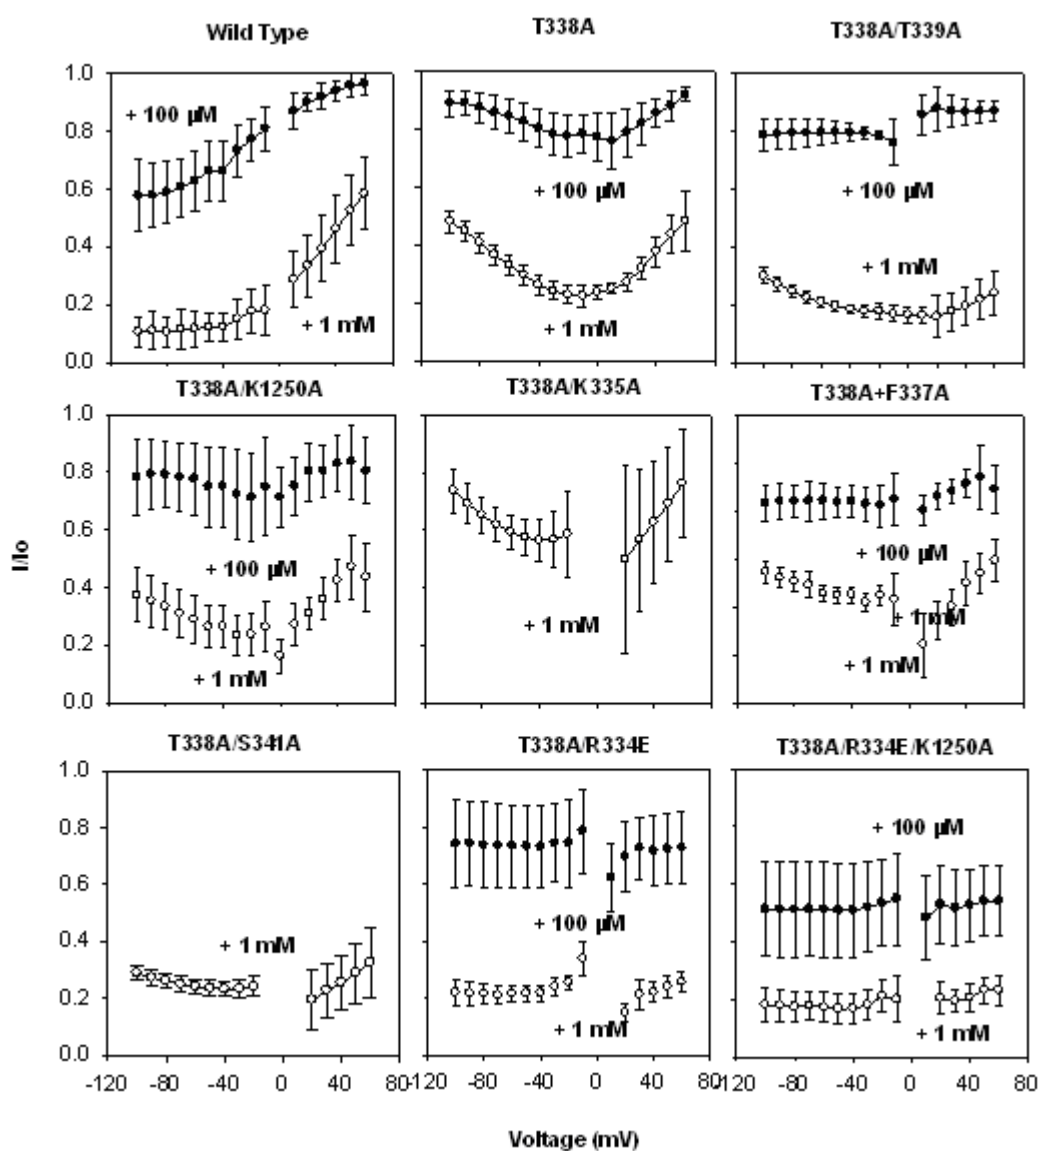 Wild Type T338A T338A/T339A
1.0
+ 100 µM
0.8
0.6 + 100 µM + 100 µM
0.4
+ 1 mM
0.2
+ 1 mM + 1 mM
0.0
T338A/K1250A T338A/K335A T338A+F337A
1.0
0.8
0.6
+ 100 µM + 100 µM
I/Io
0.4
+ 1 mM + 1 mM
0.2
+ 1 mM + 1 mM
0.0
T338A/S341A T338A/R334E T338A/R334E/K1250A
1.0
0.8 + 100 µM
0.6
+ 100 µM
0.4 + 1 mM
0.2
+ 1 mM + 1 mM
0.0
-120 -80 -40 0 40 80 -120 -80 -40 0 40 80 -120 -80 -40 0 40 80
Voltage (mV)